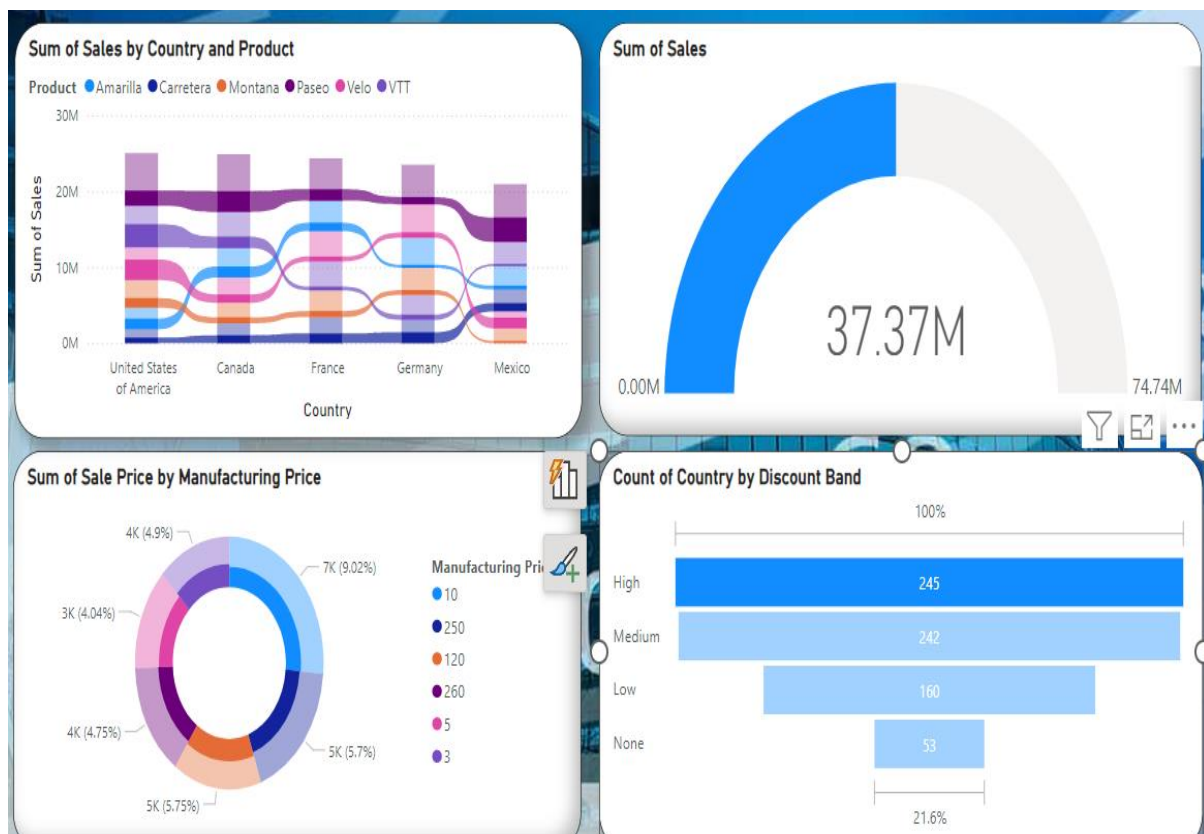 Sum of Sales by Country and Product
Product Amarilla Carretera Montana Paseo Velo VTT
30M
20M
10M
0M
Sum of Sales
United States of America
Canada
France
Germany
Mexico
Country
Sum of Sales
37.37M
0.00M
74.74M
Sum of Sale Price by Manufacturing Price
4K (4.9%)
7K (9.02%)
3K (4.04%)
4K (4.75%)
5K (5.7%)
5K (5.75%)
Manufacturing Pri
10
250
120
260
5
3
Count of Country by Discount Band
100%
High
245
Medium
242
Low
160
None
53
21.6%